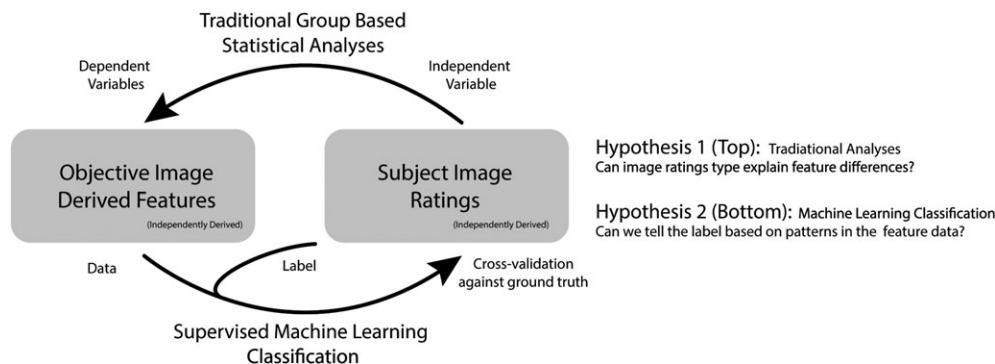 Traditional Group Based
Statistical Analyses
Dependent
Variables
Independent
Variable
Objective Image
Derived Features
(Independently Derived)
Subject Image
Ratings
(Independently Derived)
Hypothesis 1 (Top): Tradiational Analyses
Can image ratings type explain feature differences?
Hypothesis 2 (Bottom): Machine Learning Classification
Can we tell the label based on patterns in the feature data?
Data
Label
Cross-validation
against ground truth
Supervised Machine Learning
Classification